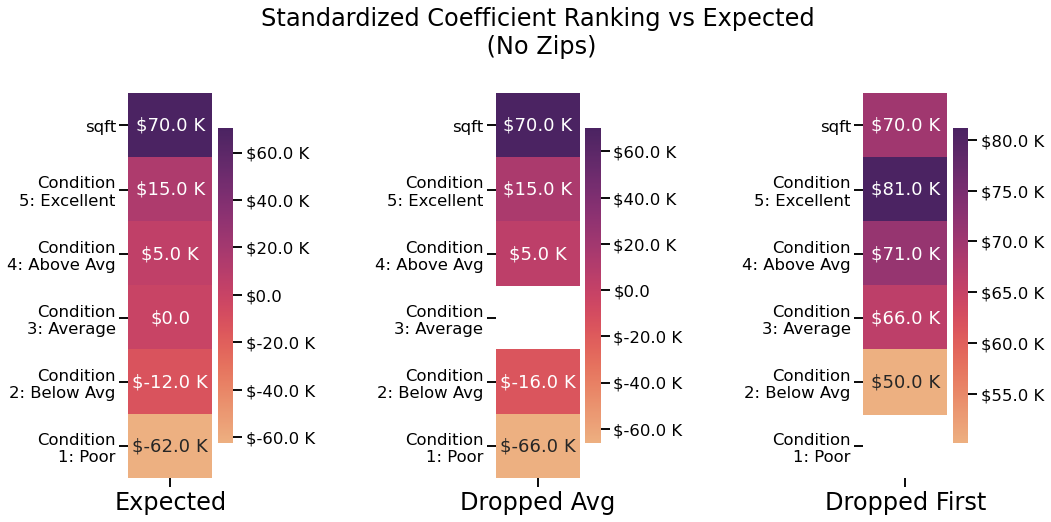 Standardized Coefficient Ranking vs Expected
(No Zips)
sqft
Condition
5: Excellent
Condition
4: Above Avg
Condition
3: Average
Condition
2: Below Avg
Condition
1: Poor
$70.0 K
$15.0 K
$5.0 K
$0.0
$-12.0 K
$-62.0 K
$60.0 K
$40.0 K
$20.0 K
$0.0
$-20.0 K
$-40.0 K
$-60.0 K
Expected
sqft
Condition
5: Excellent
Condition
4: Above Avg
Condition
3: Average
Condition
2: Below Avg
Condition
1: Poor
$70.0 K
$15.0 K
$5.0 K
$-16.0 K
$-66.0 K
$60.0 K
$40.0 K
$20.0 K
$0.0
$-20.0 K
$-40.0 K
$-60.0 K
Dropped Avg
sqft
Condition
5: Excellent
Condition
4: Above Avg
Condition
3: Average
Condition
2: Below Avg
Condition
1: Poor
$70.0 K
$81.0 K
$71.0 K
$66.0 K
$50.0 K
$80.0 K
$75.0 K
$70.0 K
$65.0 K
$60.0 K
$55.0 K
Dropped First